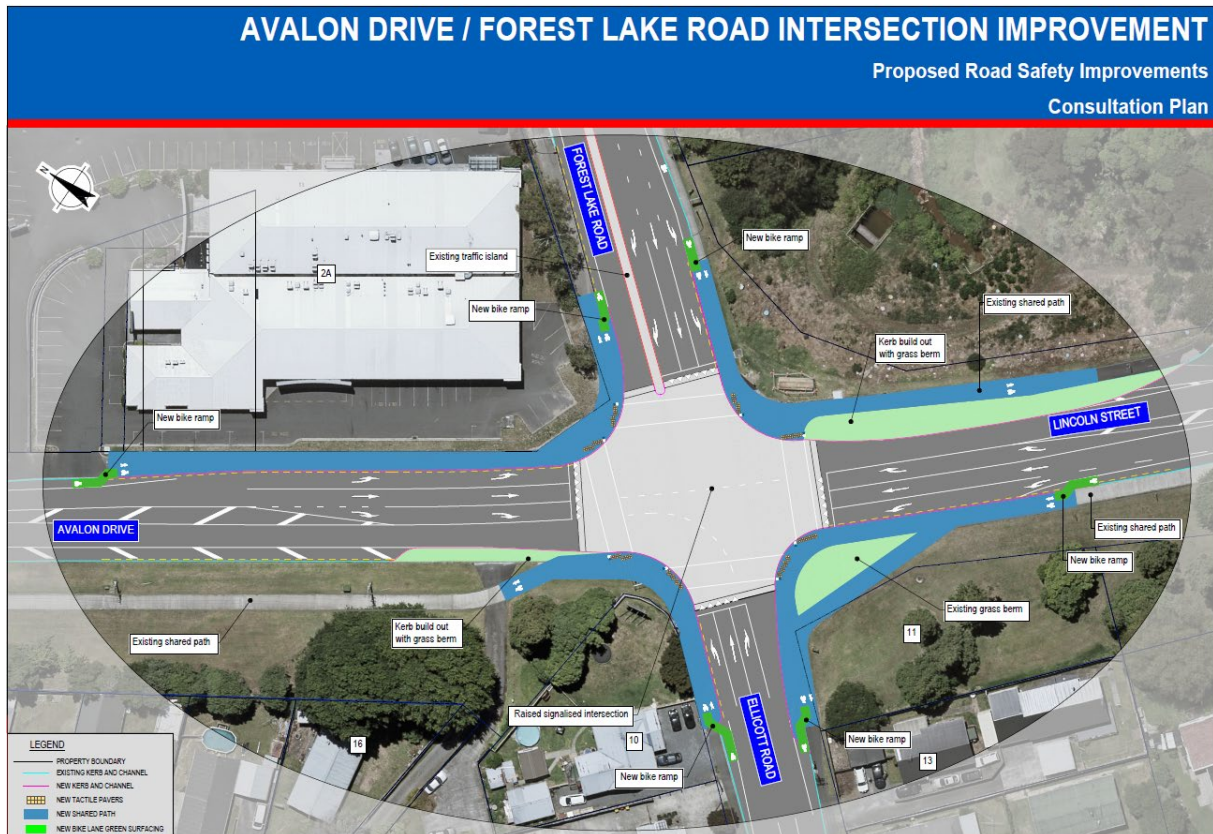 AVALON DRIVE / FOREST LAKE ROAD INTERSECTION IMPROVEMENT
Proposed Road Safety Improvements
Consultation Plan
N
FOREST LAKE ROAD
Existing traffic island
2A
New bike ramp
New bike ramp
Existing shared path
Kerb build out
with grass berm
New bike ramp
LINCOLN STREET
AVALON DRIVE
Existing shared path
New bike ramp
Existing shared path
Kerb build out
with grass berm
Existing grass berm
11
Raised signalised intersection
ELLICOTT ROAD
16
10
New bike ramp
New bike ramp
13
LEGEND
PROPERTY BOUNDARY
EXISTING KERB AND CHANNEL
NEW KERB AND CHANNEL
NEW TACTILE PAVERS
NEW SHARED PATH
NEW BIKE LANE GREEN SURFACING